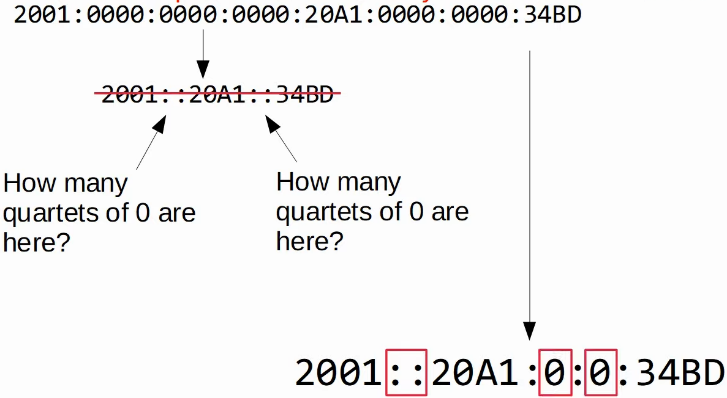 2001:0000:0000:0000:20A1:0000:0000:34BD
2001::20A1::34BD
How many
quartets of 0 are
here?
How many
quartets of 0 are
here?
2001::20A1:0:0:34BD